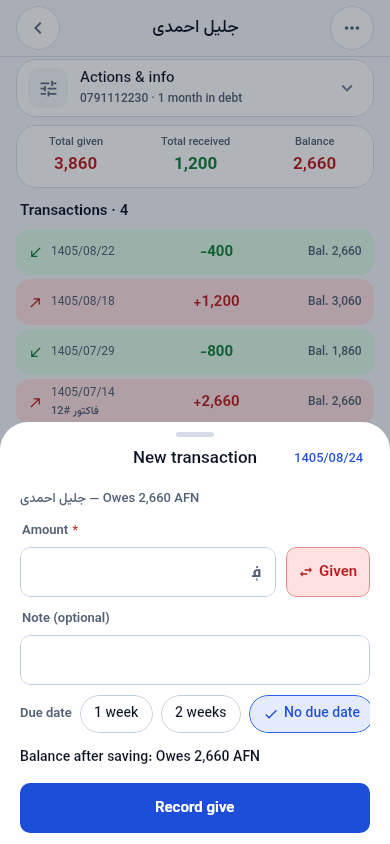 جلیل احمدی
Actions & info
0791112230 · 1 month in debt
Total given
Total received
Balance
3,860
1,200
2,660
Transactions · 4
1405/08/22 −400 Bal. 2,660
1405/08/18 +1,200 Bal. 3,060
1405/07/29 −800 Bal. 1,860
1405/07/14 +2,660 Bal. 2,660
فاکتور #12
New transaction
1405/08/24
جلیل احمدی — Owes 2,660 AFN
Amount *
؋
Given
Note (optional)
Due date
1 week
2 weeks
No due date
Balance after saving: Owes 2,660 AFN
Record give